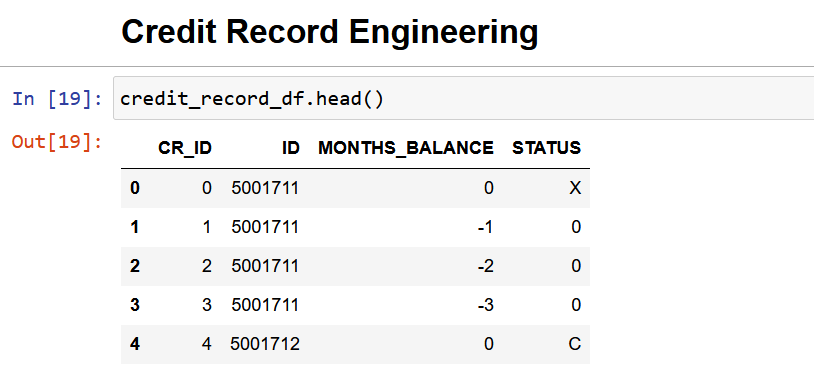 Credit Record Engineering
In [19]: credit_record_df.head()
Out[19]:
CR_ID ID MONTHS_BALANCE STATUS
0 0 5001711 0 X
1 1 5001711 -1 0
2 2 5001711 -2 0
3 3 5001711 -3 0
4 4 5001712 0 C